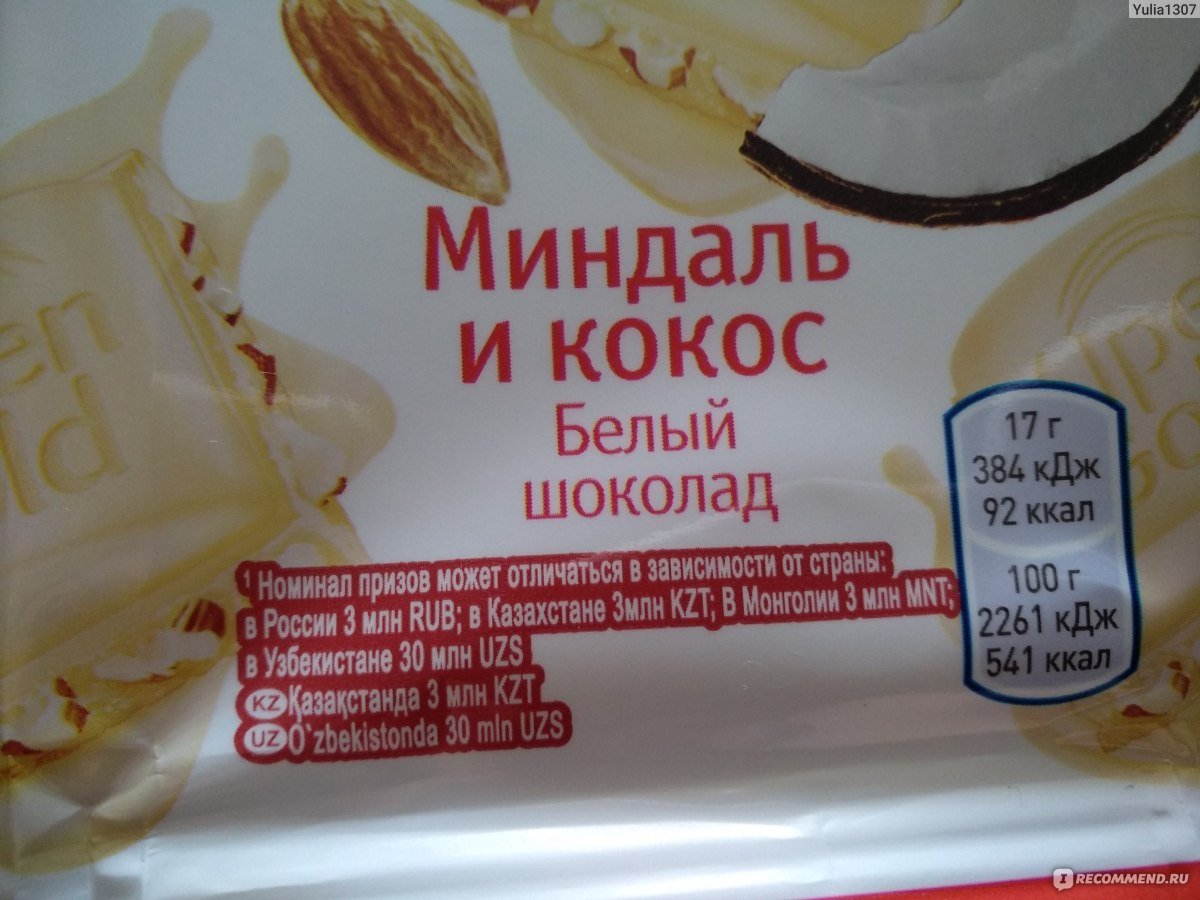 Yulia1307
Миндаль
и кокос
Белый
шоколад
17 г
384 кДж
92 ккал
100 г
2261 кДж
541 ккал
¹ Номинал призов может отличаться в зависимости от страны:
в России 3 млн RUB; в Казахстане 3млн KZT; В Монголии 3 млн MNT;
в Узбекистане 30 млн UZS
KZ Қазақстанда 3 млн KZT
UZ O`zbekistonda 30 mln UZS
IRECOMMEND.RU